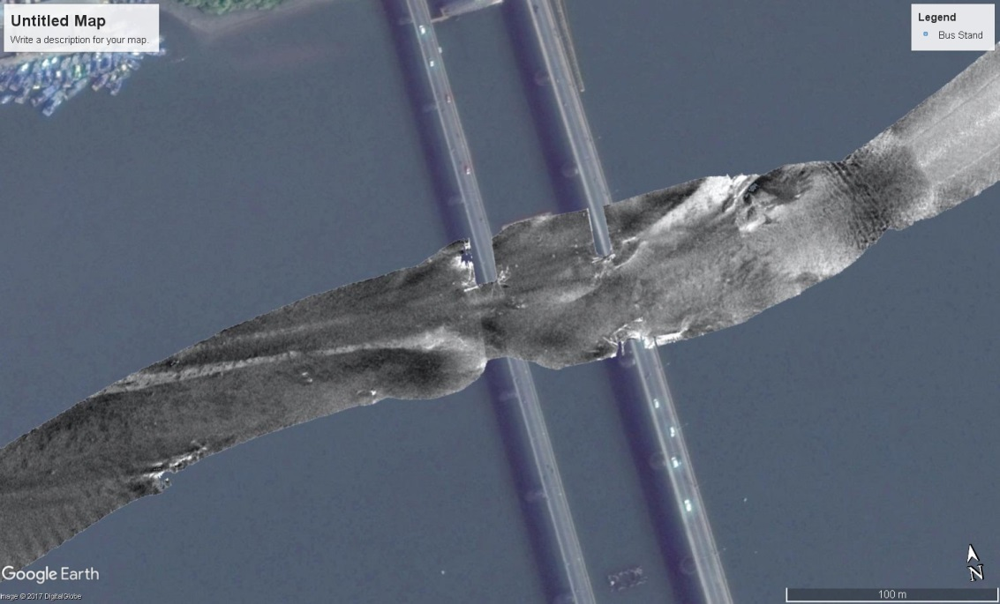 Untitled Map
Write a description for your map.
Legend
Bus Stand
Google Earth
Image © 2017 DigitalGlobe
N
100 m